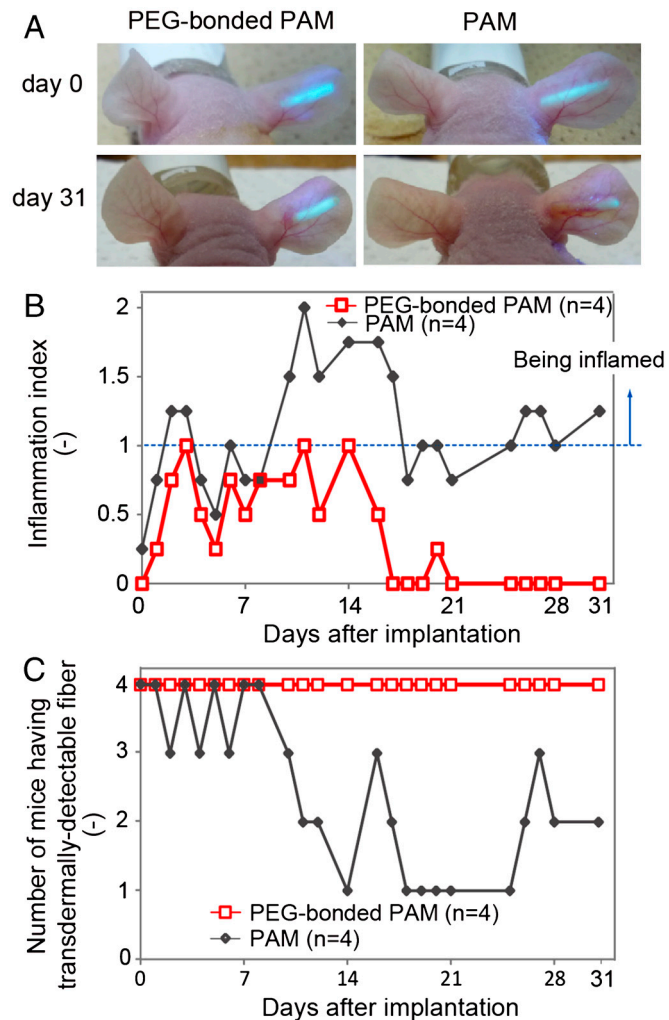 A
PEG-bonded PAM
PAM
day 0
day 31
B
2
1.5
1
0.5
0
Inflammation index
(-)
PEG-bonded PAM (n=4)
PAM (n=4)
Being inflamed
0
7
14
21
28
31
Days after implantation
C
4
3
2
1
0
Number of mice having
transdermally-detectable fiber
(-)
PEG-bonded PAM (n=4)
PAM (n=4)
0
7
14
21
28
31
Days after implantation